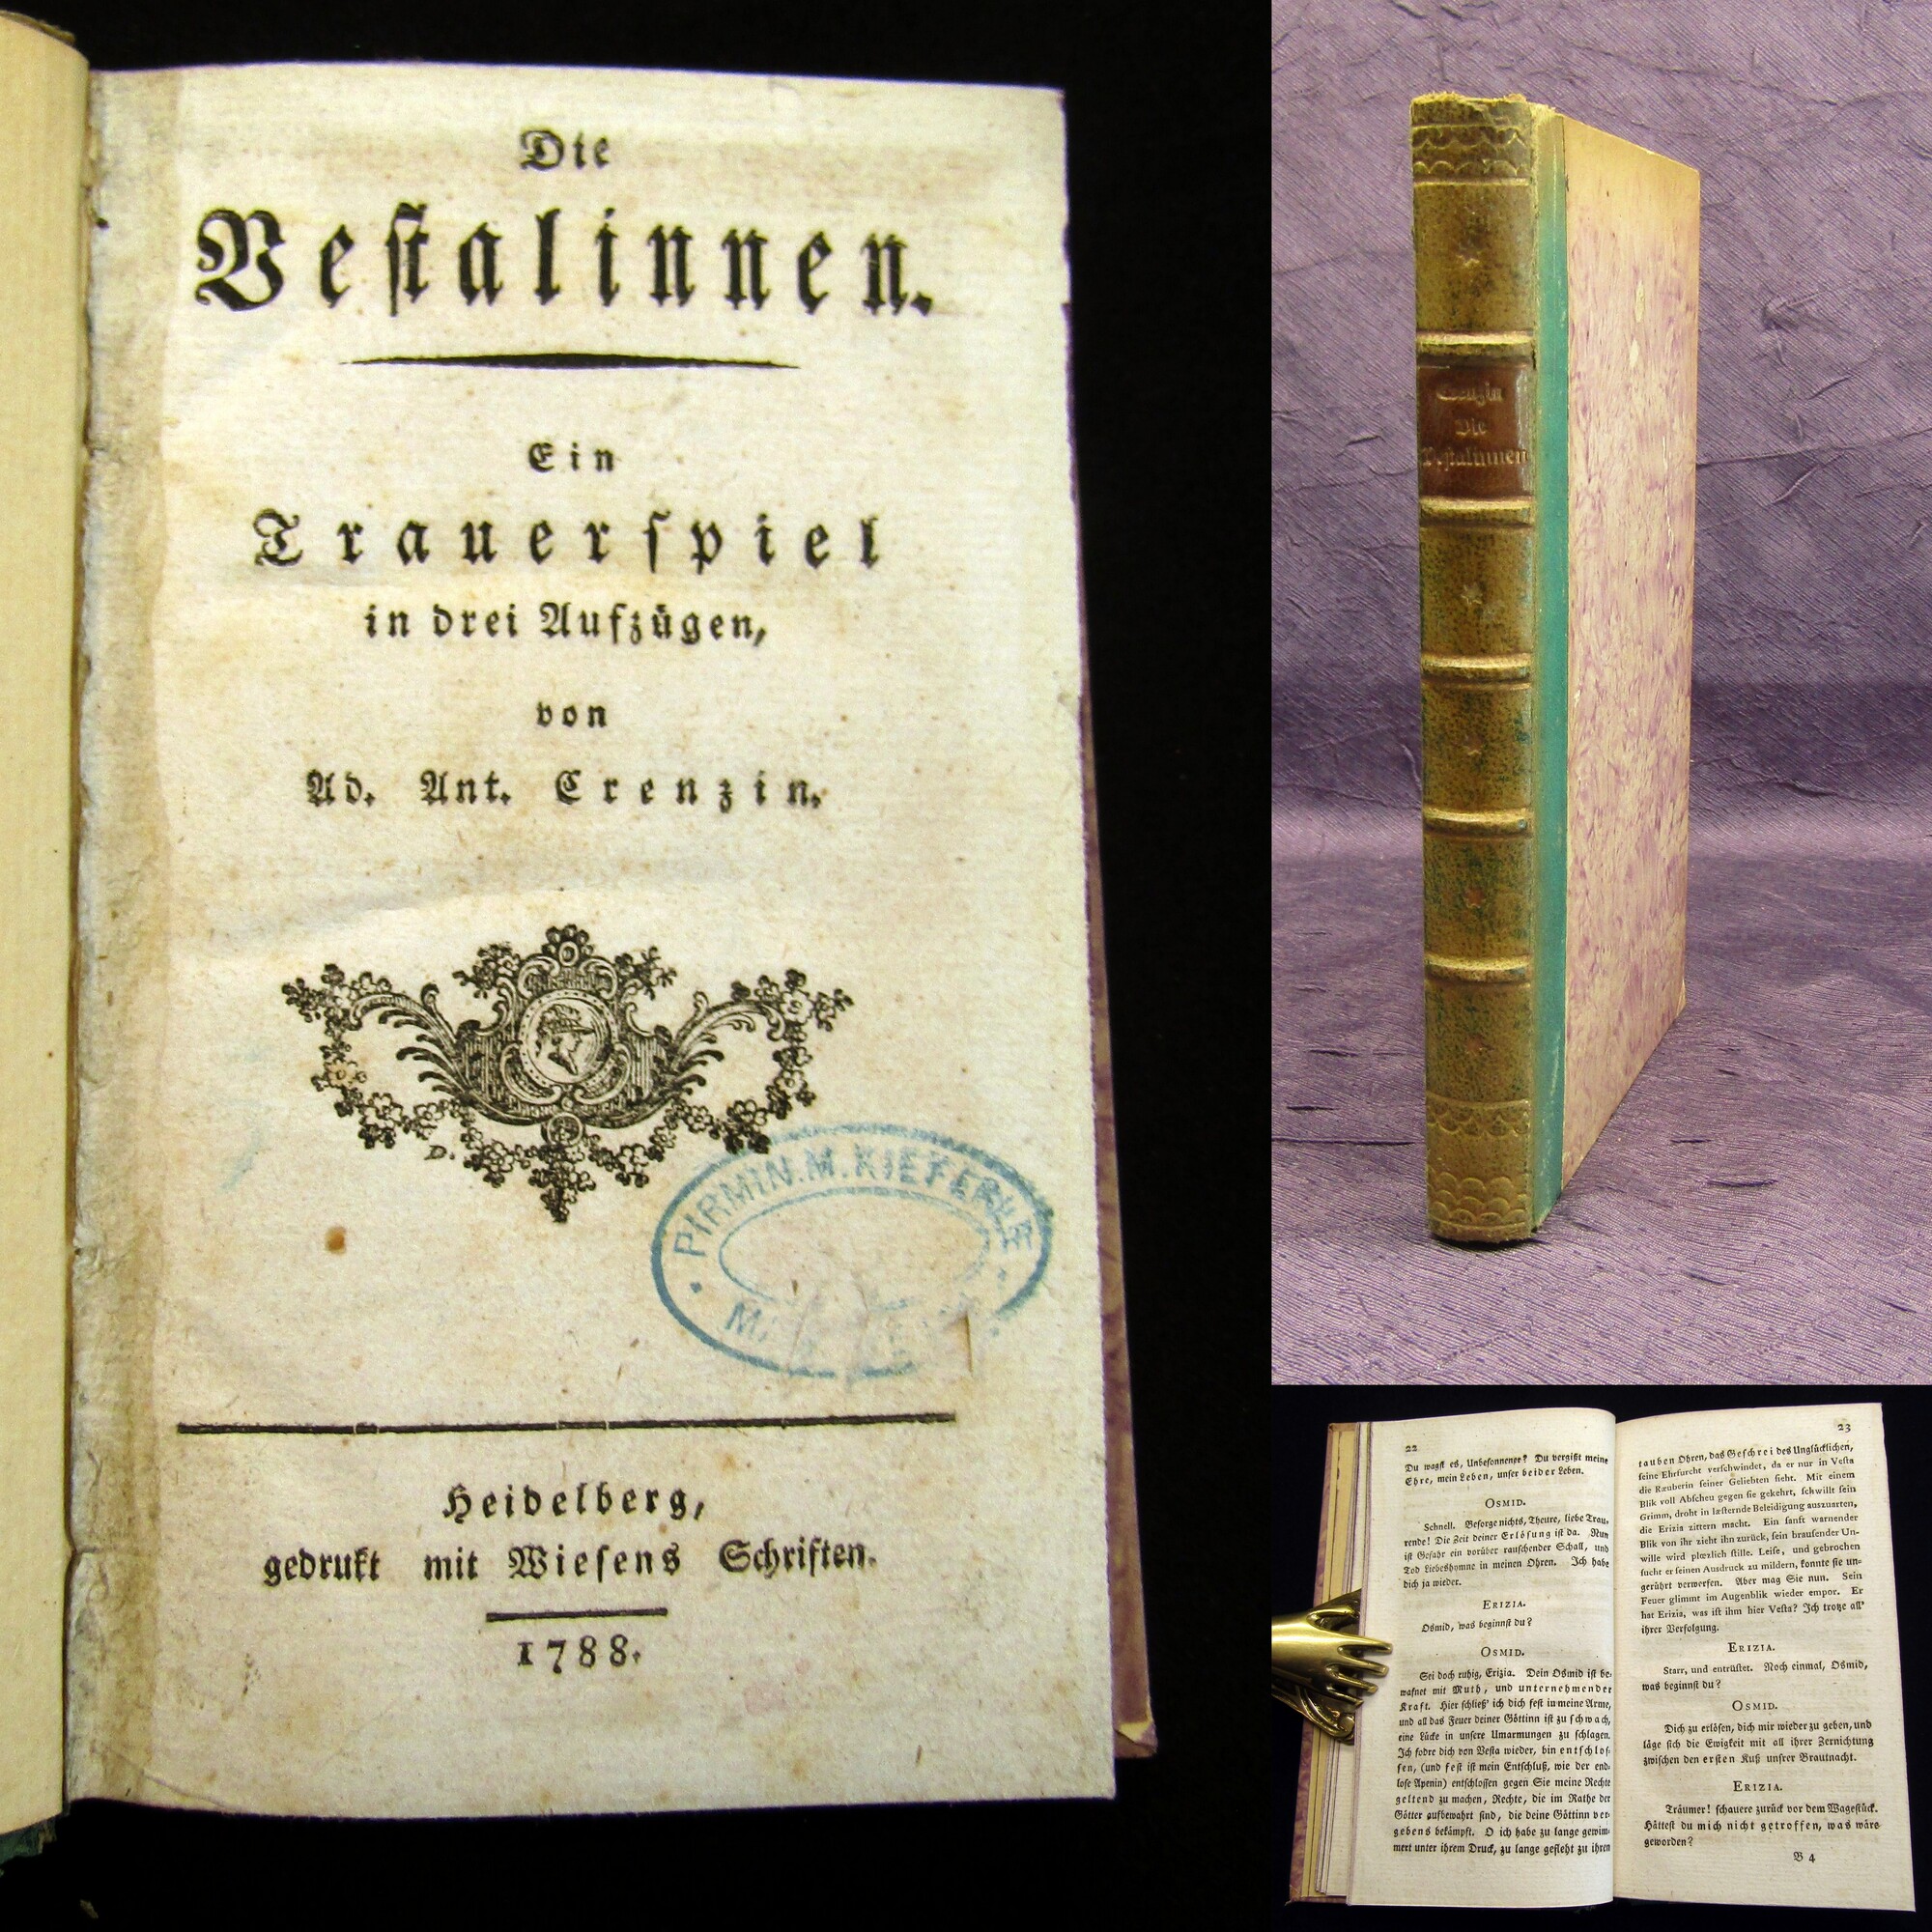 Die
Vestalinnen.
Ein
Trauerspiel
in drei Aufzügen,
von
Ad. Ant. Crenzin.
D.
PIRMIN.M.KIEFERLE
Heidelberg,
gedrukt mit Wiesens Schriften.
1788.
Crenzin
Die
Vestalinnen
22
Du wagst es, Unbesonnener? Du vergißt meine
Ehre, mein Leben, unser beider Leben.
OSMID.
Schnell. Besorge nichts, Theure, liebe Trau-
rende! Die Zeit deiner Erlösung ist da. Nun
ist Gefahr ein vorüber rauschender Schall, und
Tod Liebeshymne in meinen Ohren. Ich habe
dich ja wieder.
ERIZIA.
Osmid, was beginnst du?
OSMID.
Sei doch ruhig, Erizia. Dein Osmid ist be-
wafnet mit Muth, und unternehmender
Kraft. Hier schließ' ich dich fest in meine Arme,
und all das Feuer deiner Göttinn ist zu schwach,
eine Lücke in unsere Umarmungen zu schlagen.
Ich fodre dich von Vesta wieder, bin entschlos-
sen, (und fest ist mein Entschluß, wie der end-
lose Apenin) entschlossen gegen Sie meine Rechte
geltend zu machen, Rechte, die im Rathe der
Götter aufbewahrt sind, die deine Göttinn ver-
gebens bekämpft. O ich habe zu lange gewim-
mert unter ihrem Druck, zu lange gefleht zu ihren
23
tauben Ohren, das Geschrei des Unglücklichen,
seine Ehrfurcht verschwindet, da er nur in Vesta
die Ræuberin seiner Geliebten sieht. Mit einem
Blik voll Abscheu gegen sie gekehrt, schwillt sein
Grimm, droht in læsternde Beleidigung auszuarten,
die Erizia zittern macht. Ein sanft warnender
Blik von ihr zieht ihn zurück, sein brausender Un-
wille wird plœzlich stille. Leise, und gebrochen
sucht er seinen Ausdruck zu mildern, konnte sie un-
gerührt verwerfen. Aber mag Sie nun. Sein
Feuer glimmt im Augenblik wieder empor. Er
hat Erizia, was ist ihm hier Vesta? Ich trotze all'
ihrer Verfolgung.
ERIZIA.
Starr, und entrüstet. Noch einmal, Osmid,
was beginnst du?
OSMID.
Dich zu erlösen, dich mir wieder zu geben, und
läge sich die Ewigkeit mit all ihrer Zernichtung
zwischen den ersten Kuß unsrer Brautnacht.
ERIZIA.
Träumer! schauere zurück vor dem Wagestück.
Hättest du mich nicht getroffen, was wäre
geworden?
B 4